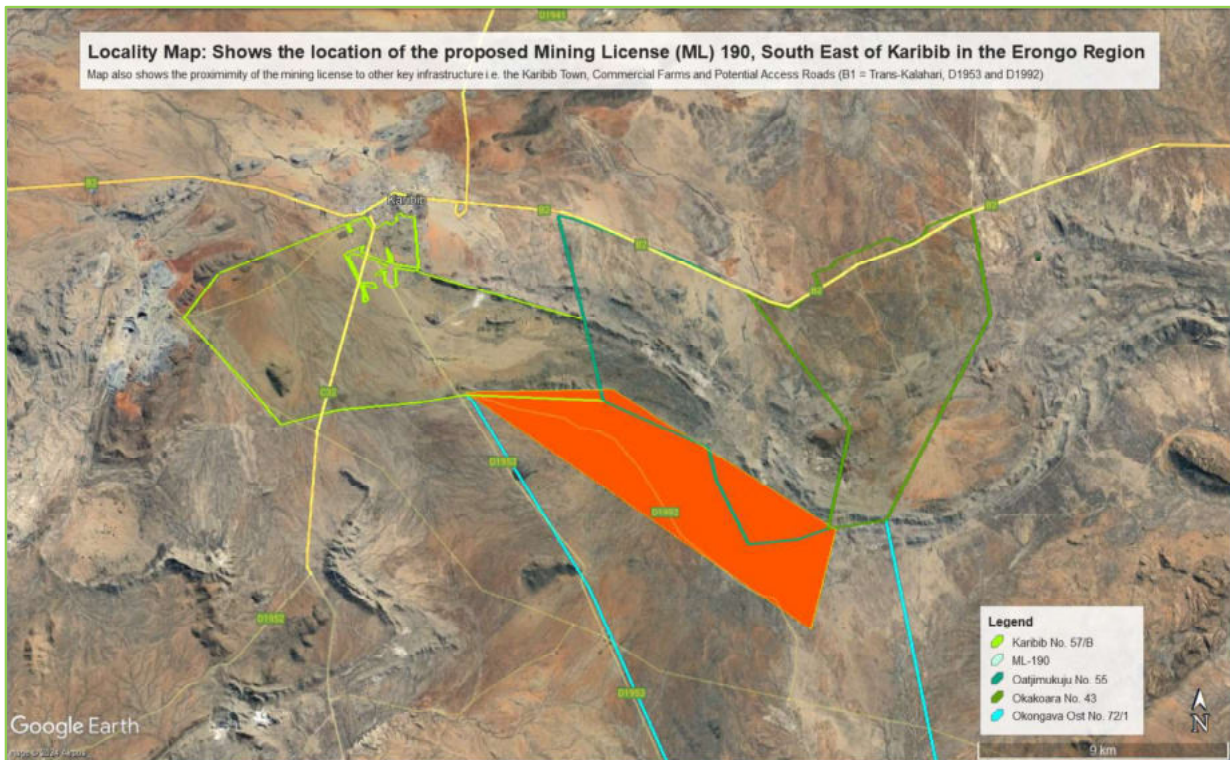 D1941
Locality Map: Shows the location of the proposed Mining License (ML) 190, South East of Karibib in the Erongo Region
Map also shows the proximimity of the mining license to other key infrastructure i.e. the Karibib Town, Commercial Farms and Potential Access Roads (B1 = Trans-Kalahari, D1953 and D1992)
B2
Karibib
B2
B2
B2
B2
C32
D1953
D1992
D1952
D1953
Legend
Karibib No. 57/B
ML-190
Oatjimukuju No. 55
Okakoara No. 43
Okongava Ost No. 72/1
N
9 km
Google Earth